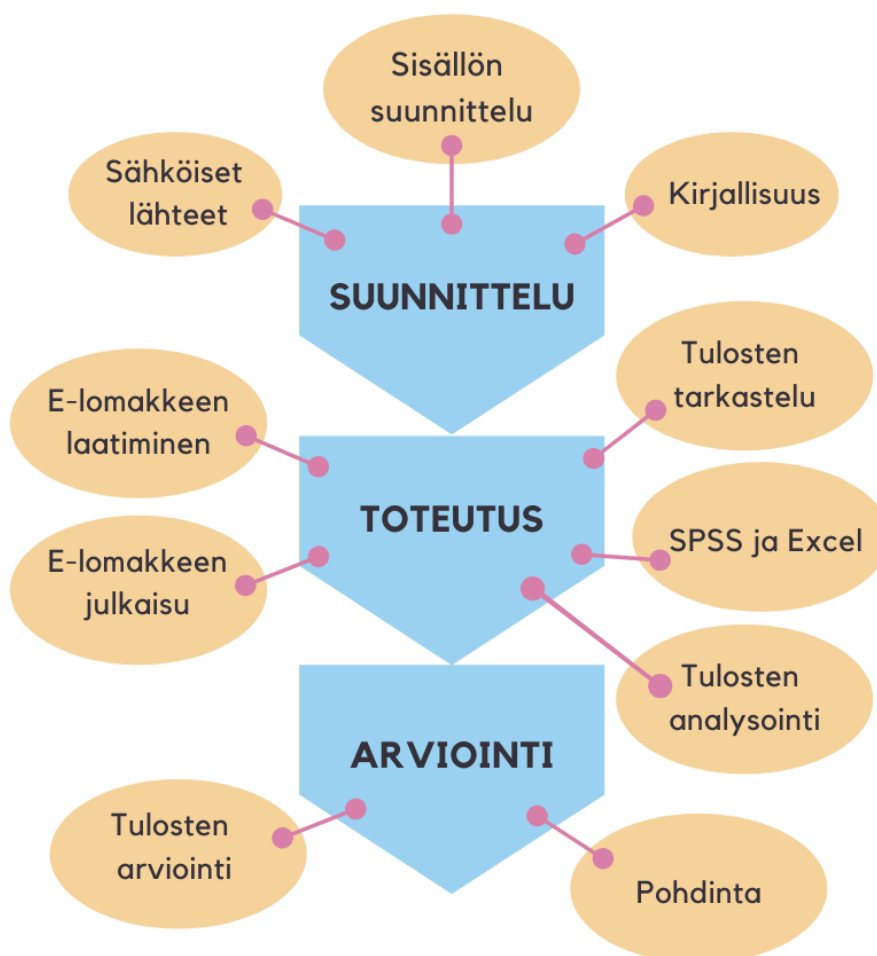 Sisällön
suunnittelu
Sähköiset
lähteet
Kirjallisuus
SUUNNITTELU
Tulosten
tarkastelu
E-lomakkeen
laatiminen
TOTEUTUS
SPSS ja Excel
E-lomakkeen
julkaisu
Tulosten
analysointi
ARVIOINTI
Tulosten
arviointi
Pohdinta